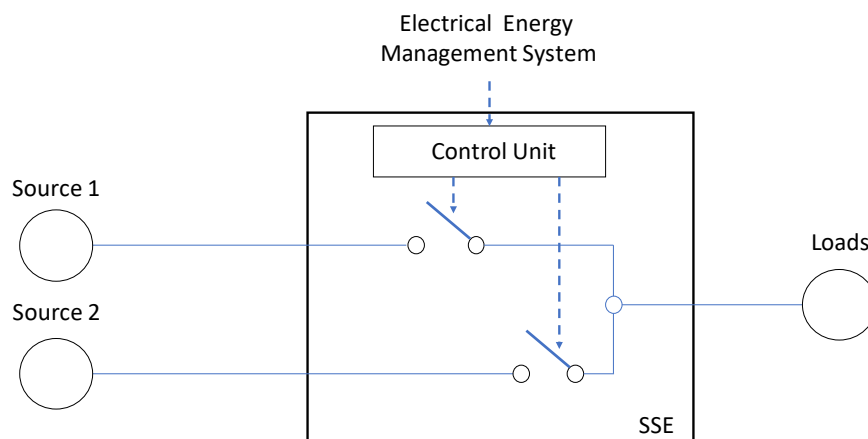 Electrical Energy
Management System
Control Unit
Source 1
Loads
Source 2
SSE